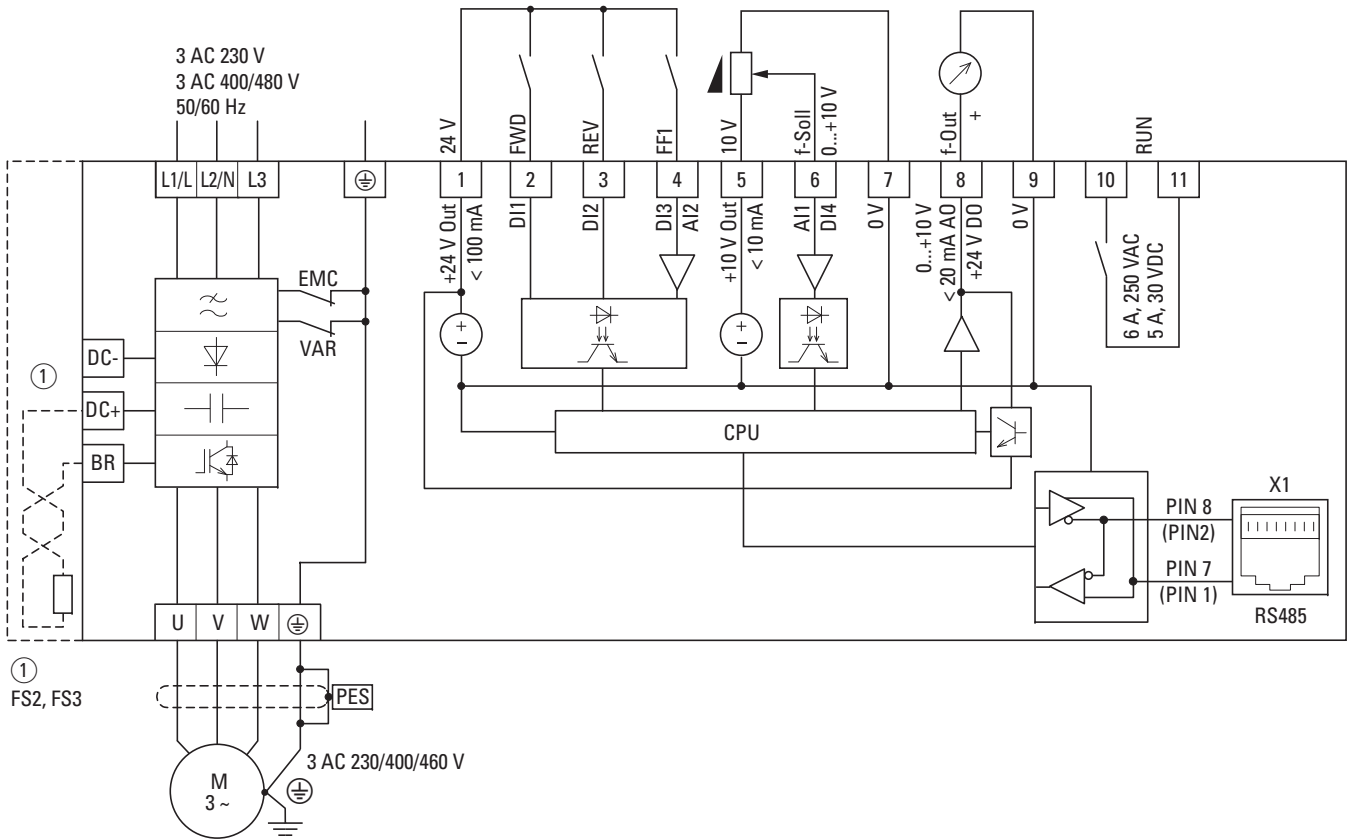 3 AC 230 V
3 AC 400/480 V
50/60 Hz
24 V
FWD
REV
FF1
10 V
f-Soll
0...+10 V
f-Out
+
RUN
L1/L L2/N L3
1 2 3 4 5 6 7 8 9 10 11
+24 V Out
< 100 mA
DI1
DI2
DI3
AI2
+10 V Out
< 10 mA
AI1
DI4
0 V
0...+10 V
< 20 mA AO
+24 V DO
0 V
6 A, 250 VAC
5 A, 30 VDC
EMC
VAR
+
-
+
-
DC-
1
DC+
BR
CPU
X1
PIN 8
(PIN2)
PIN 7
(PIN 1)
RS485
U V W
1
FS2, FS3
PES
3 AC 230/400/460 V
M
3 ~